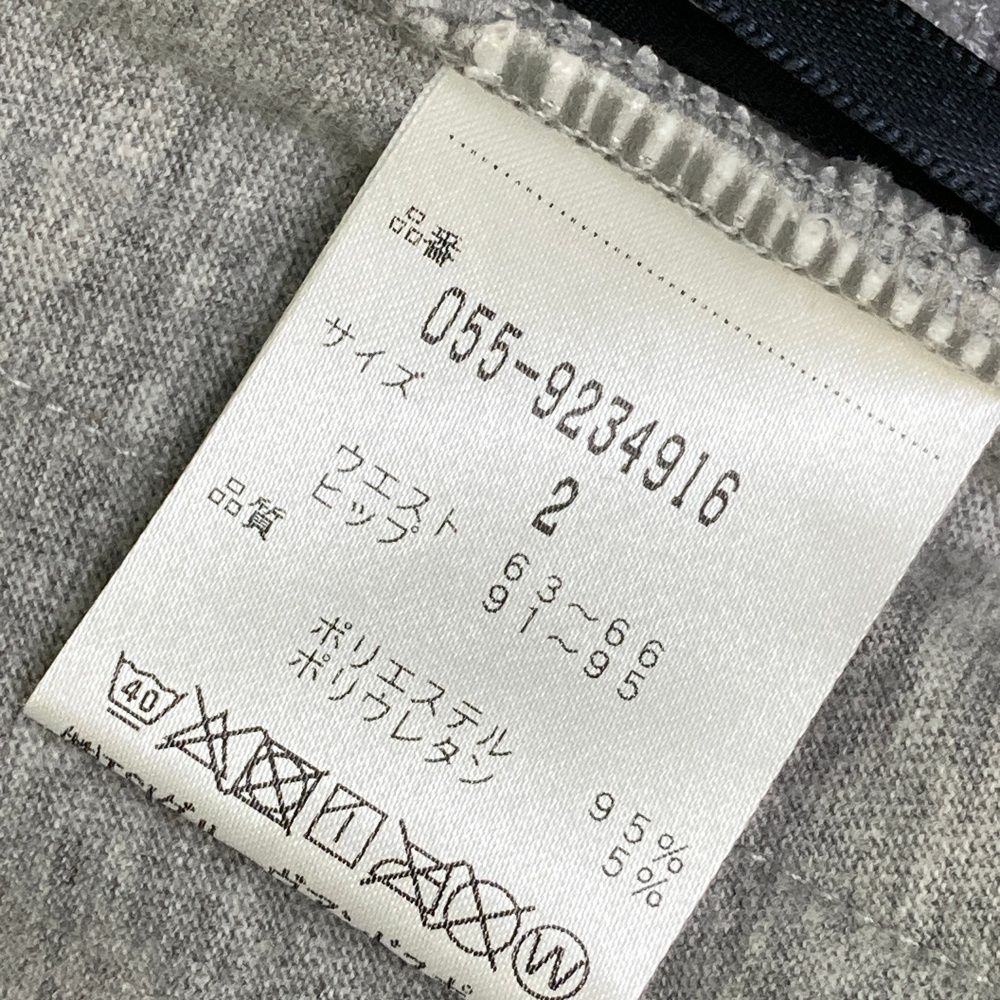 品番
055-9234916
サイズ
2
ウエスト 63～66
ヒップ 91～95
品質
ポリエステル 95%
ポリウレタン 5%
40
W